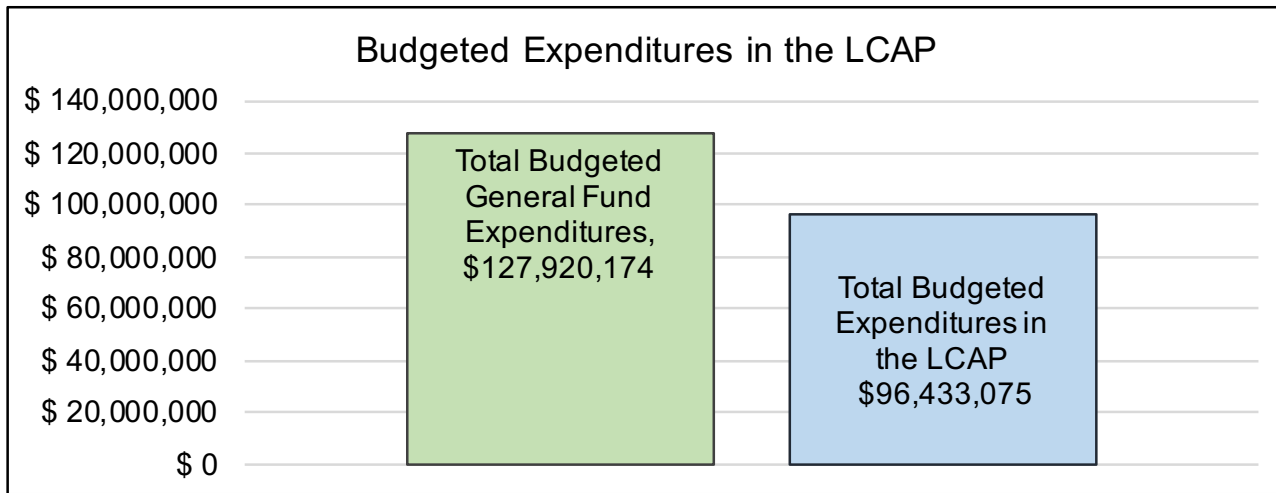 Budgeted Expenditures in the LCAP
$ 140,000,000
$ 120,000,000
$ 100,000,000
$ 80,000,000
$ 60,000,000
$ 40,000,000
$ 20,000,000
$ 0
Total Budgeted
General Fund
Expenditures,
$127,920,174
Total Budgeted
Expenditures in
the LCAP
$96,433,075